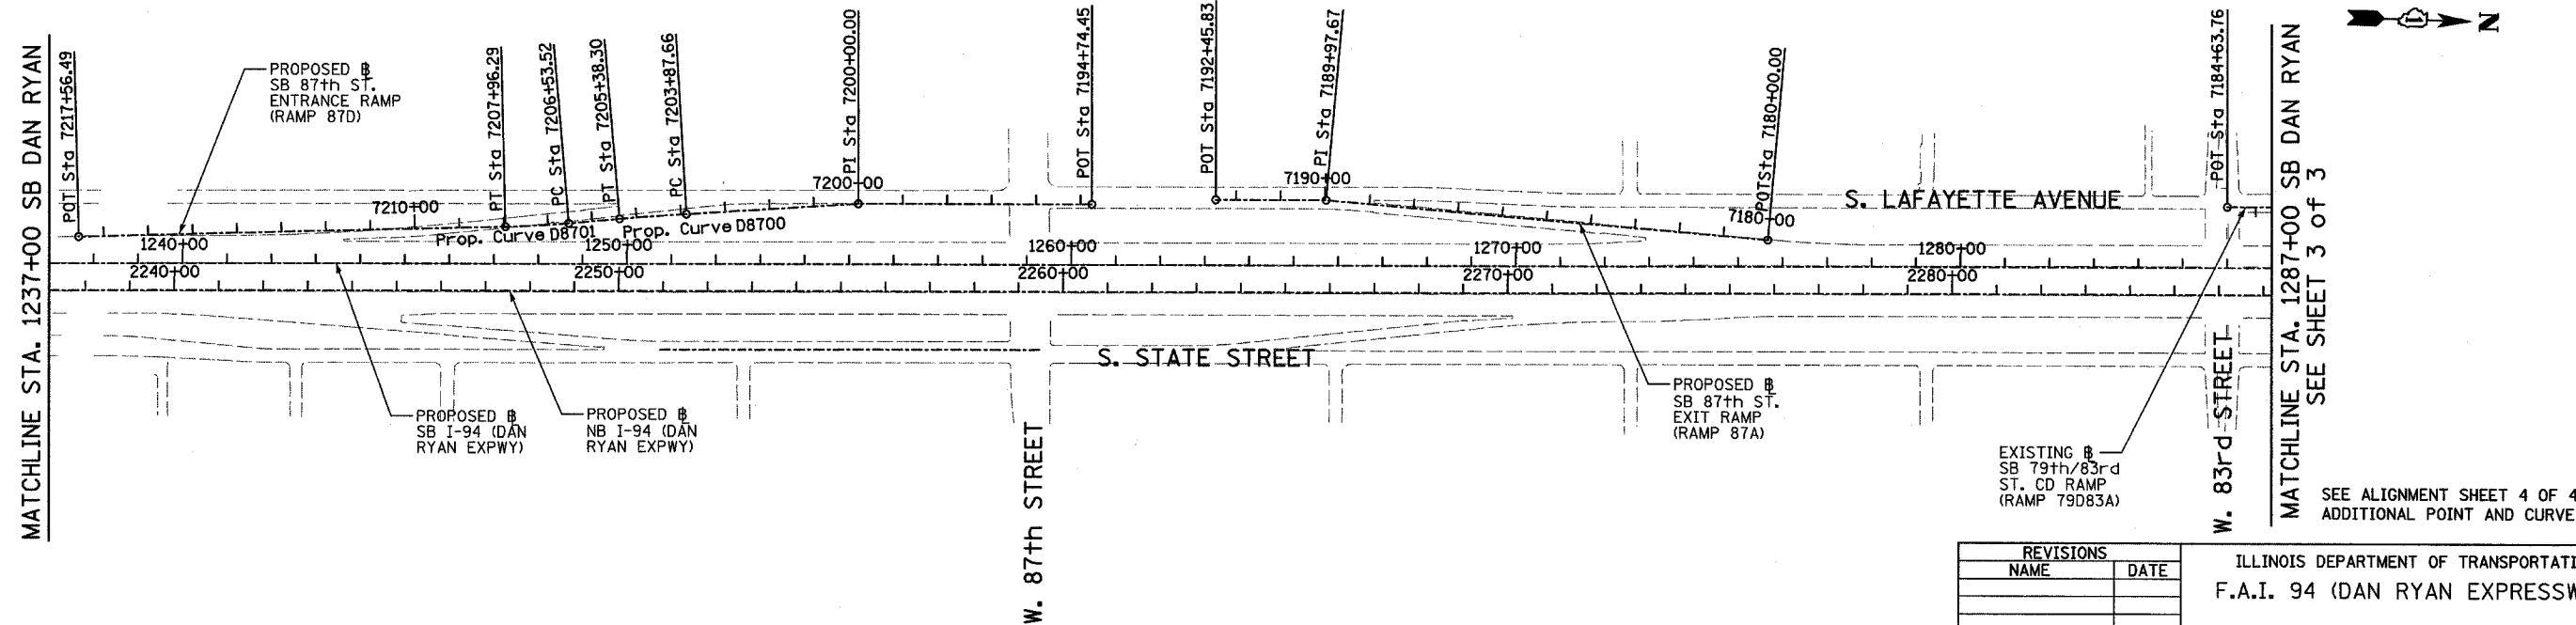 MATCHLINE STA. 1237+00 SB DAN RYAN
POT Sta 7217+56.49
PROPOSED ⅊
SB 87th ST.
ENTRANCE RAMP
(RAMP 87D)
PT Sta 7207+96.29
PC Sta 7206+53.52
PT Sta 7205+38.30
PC Sta 7203+87.66
PI Sta 7200+00.00
POT Sta 7194+74.45
POT Sta 7192+45.83
PI Sta 7189+97.67
POTSta 7180+00.00
POT Sta 7184+63.76
N
7210+00
7200+00
7190+00
7180+00
S. LAFAYETTE AVENUE
Prop. Curve D8701
Prop. Curve D8700
1240+00
1250+00
1260+00
1270+00
1280+00
2240+00
2250+00
2260+00
2270+00
2280+00
S. STATE STREET
PROPOSED ⅊
SB I-94 (DAN
RYAN EXPWY)
PROPOSED ⅊
NB I-94 (DAN
RYAN EXPWY)
W. 87th STREET
PROPOSED ⅊
SB 87th ST.
EXIT RAMP
(RAMP 87A)
EXISTING ⅊
SB 79th/83rd
ST. CD RAMP
(RAMP 79D83A)
W. 83rd STREET
MATCHLINE STA. 1287+00 SB DAN RYAN
SEE SHEET 3 of 3
SEE ALIGNMENT SHEET 4 OF 4
ADDITIONAL POINT AND CURVE
REVISIONS
NAME DATE
ILLINOIS DEPARTMENT OF TRANSPORTATI
F.A.I. 94 (DAN RYAN EXPRESSW